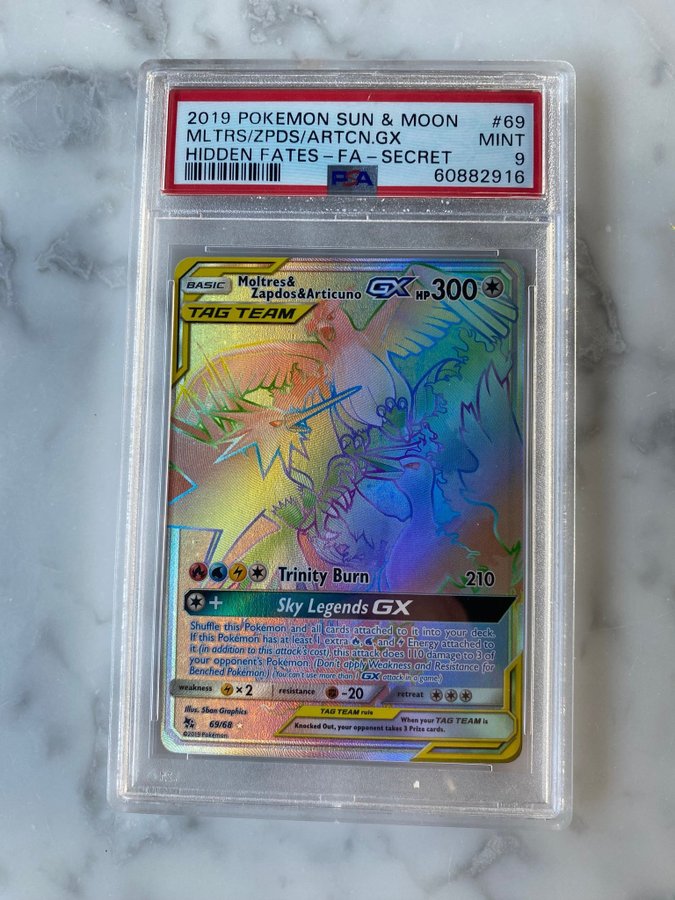 2019 POKEMON SUN & MOON #69
MLTRS/ZPDS/ARTCN.GX MINT
HIDDEN FATES-FA-SECRET 9
PSA 60882916
BASIC Moltres&
Zapdos&Articuno GX HP300
TAG TEAM
Trinity Burn 210
+ Sky Legends GX
Shuffle this Pokémon and all cards attached to it into your deck.
If this Pokémon has at least 1 extra , and Energy attached to
it (in addition to this attack's cost), this attack does 110 damage to 3 of
your opponent's Pokémon. (Don't apply Weakness and Resistance for
Benched Pokémon.) (You can't use more than 1 GX attack in a game.)
weakness ×2 resistance -20 retreat
Illus. 5ban Graphics
69/68
©2019 Pokémon
TAG TEAM rule
When your TAG TEAM is
Knocked Out, your opponent takes 3 Prize cards.